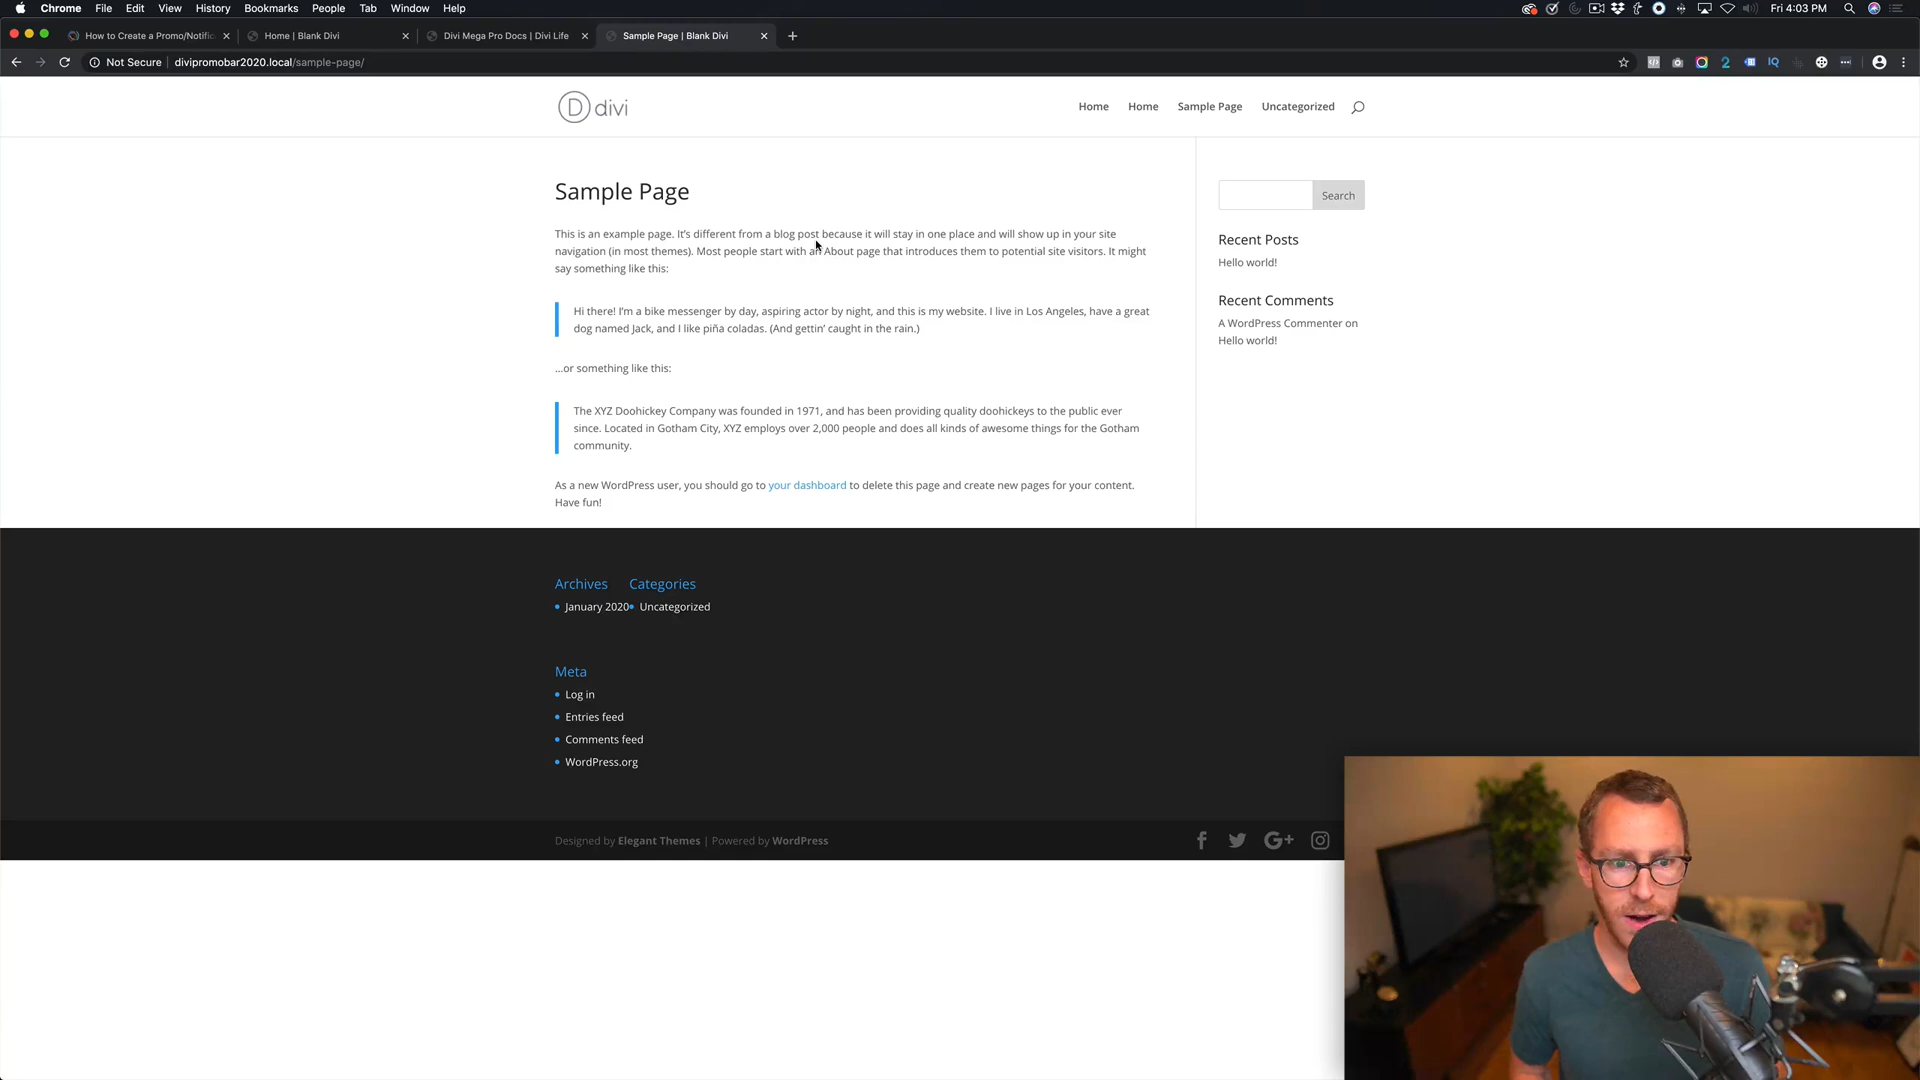 Chrome File Edit View History Bookmarks People Tab Window Help Fri 4:03 PM
How to Create a Promo/Notific Home | Blank Divi Divi Mega Pro Docs | Divi Life Sample Page | Blank Divi
Not Secure divipromobar2020.local/sample-page/
D divi
Home Home Sample Page Uncategorized
Sample Page
This is an example page. It's different from a blog post because it will stay in one place and will show up in your site
navigation (in most themes). Most people start with an About page that introduces them to potential site visitors. It might
say something like this:
Hi there! I'm a bike messenger by day, aspiring actor by night, and this is my website. I live in Los Angeles, have a great
dog named Jack, and I like piña coladas. (And gettin' caught in the rain.)
...or something like this:
The XYZ Doohickey Company was founded in 1971, and has been providing quality doohickeys to the public ever
since. Located in Gotham City, XYZ employs over 2,000 people and does all kinds of awesome things for the Gotham
community.
As a new WordPress user, you should go to your dashboard to delete this page and create new pages for your content.
Have fun!
Search
Recent Posts
Hello world!
Recent Comments
A WordPress Commenter on
Hello world!
Archives
January 2020
Categories
Uncategorized
Meta
Log in
Entries feed
Comments feed
WordPress.org
Designed by Elegant Themes | Powered by WordPress